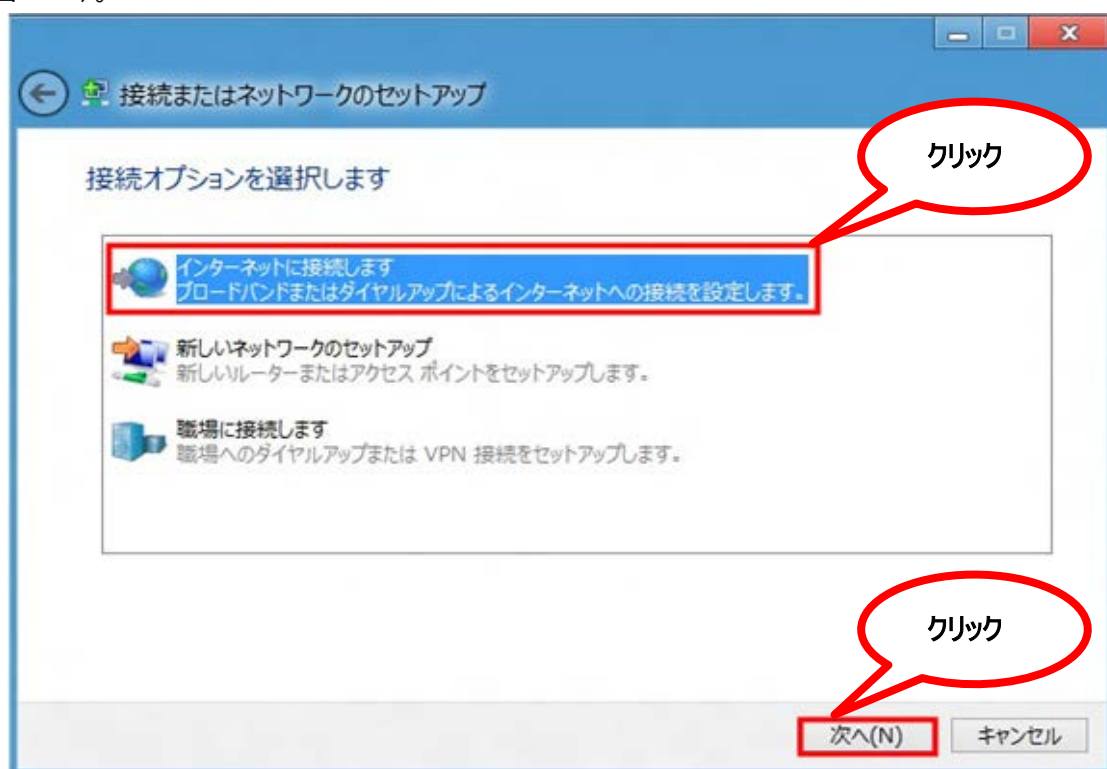 接続またはネットワークのセットアップ
クリック
接続オプションを選択します
インターネットに接続します
ブロードバンドまたはダイヤルアップによるインターネットへの接続を設定します。
新しいネットワークのセットアップ
新しいルーターまたはアクセス ポイントをセットアップします。
職場に接続します
職場へのダイヤルアップまたは VPN 接続をセットアップします。
クリック
次へ(N)
キャンセル